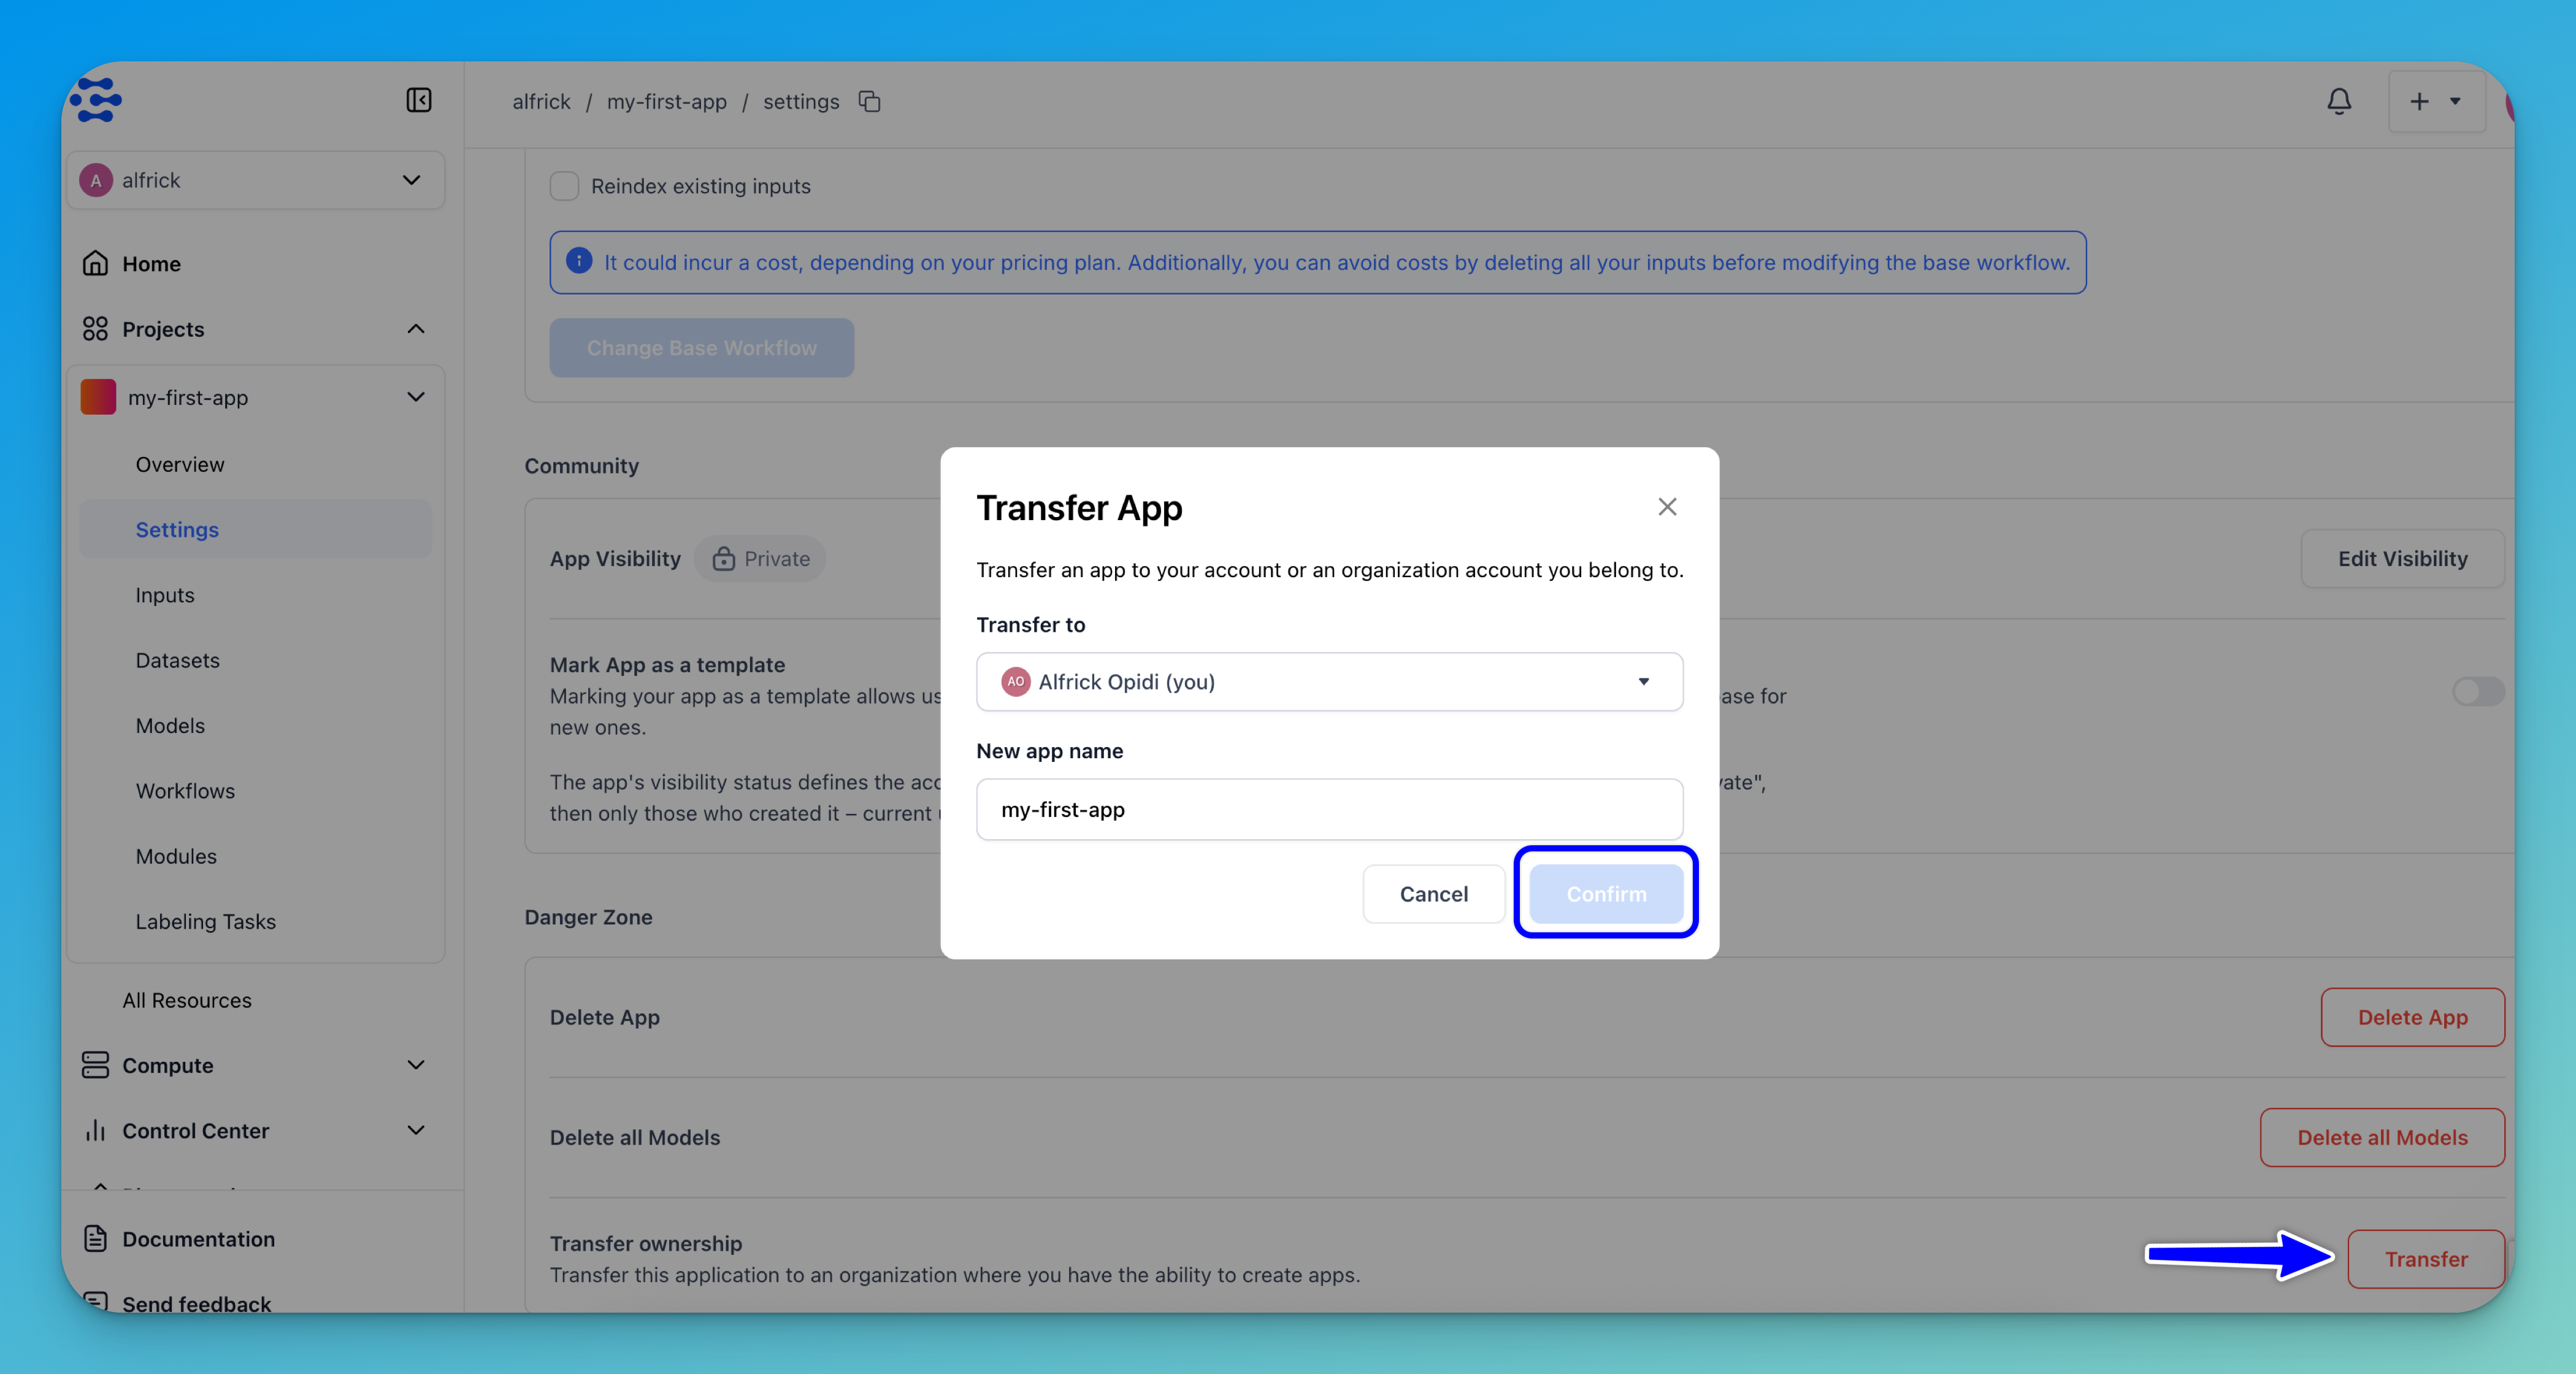 alfrick / my-first-app / settings
A alfrick
Home
Projects
my-first-app
Overview
Settings
Inputs
Datasets
Models
Workflows
Modules
Labeling Tasks
All Resources
Compute
Control Center
Documentation
Send feedback
Reindex existing inputs
It could incur a cost, depending on your pricing plan. Additionally, you can avoid costs by deleting all your inputs before modifying the base workflow.
Change Base Workflow
Community
App Visibility Private
Edit Visibility
Mark App as a template
Marking your app as a template allows us
ase for
new ones.
The app's visibility status defines the acc
vate",
then only those who created it – current
Transfer App
Transfer an app to your account or an organization account you belong to.
Transfer to
AO Alfrick Opidi (you)
New app name
my-first-app
Cancel
Confirm
Danger Zone
Delete App
Delete App
Delete all Models
Delete all Models
Transfer ownership
Transfer this application to an organization where you have the ability to create apps.
Transfer